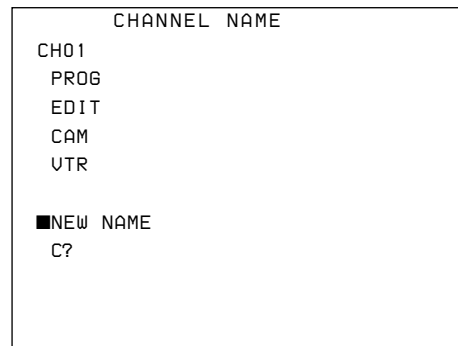 CHANNEL NAME
CH01
PROG
EDIT
CAM
VTR
■NEW NAME
C?